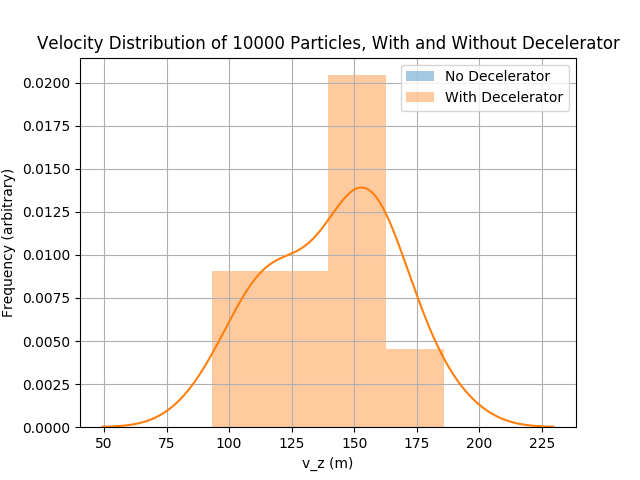 Velocity Distribution of 10000 Particles, With and Without Decelerator
No Decelerator
With Decelerator
Frequency (arbitrary)
0.0200
0.0175
0.0150
0.0125
0.0100
0.0075
0.0050
0.0025
0.0000
50 75 100 125 150 175 200 225
v_z (m)